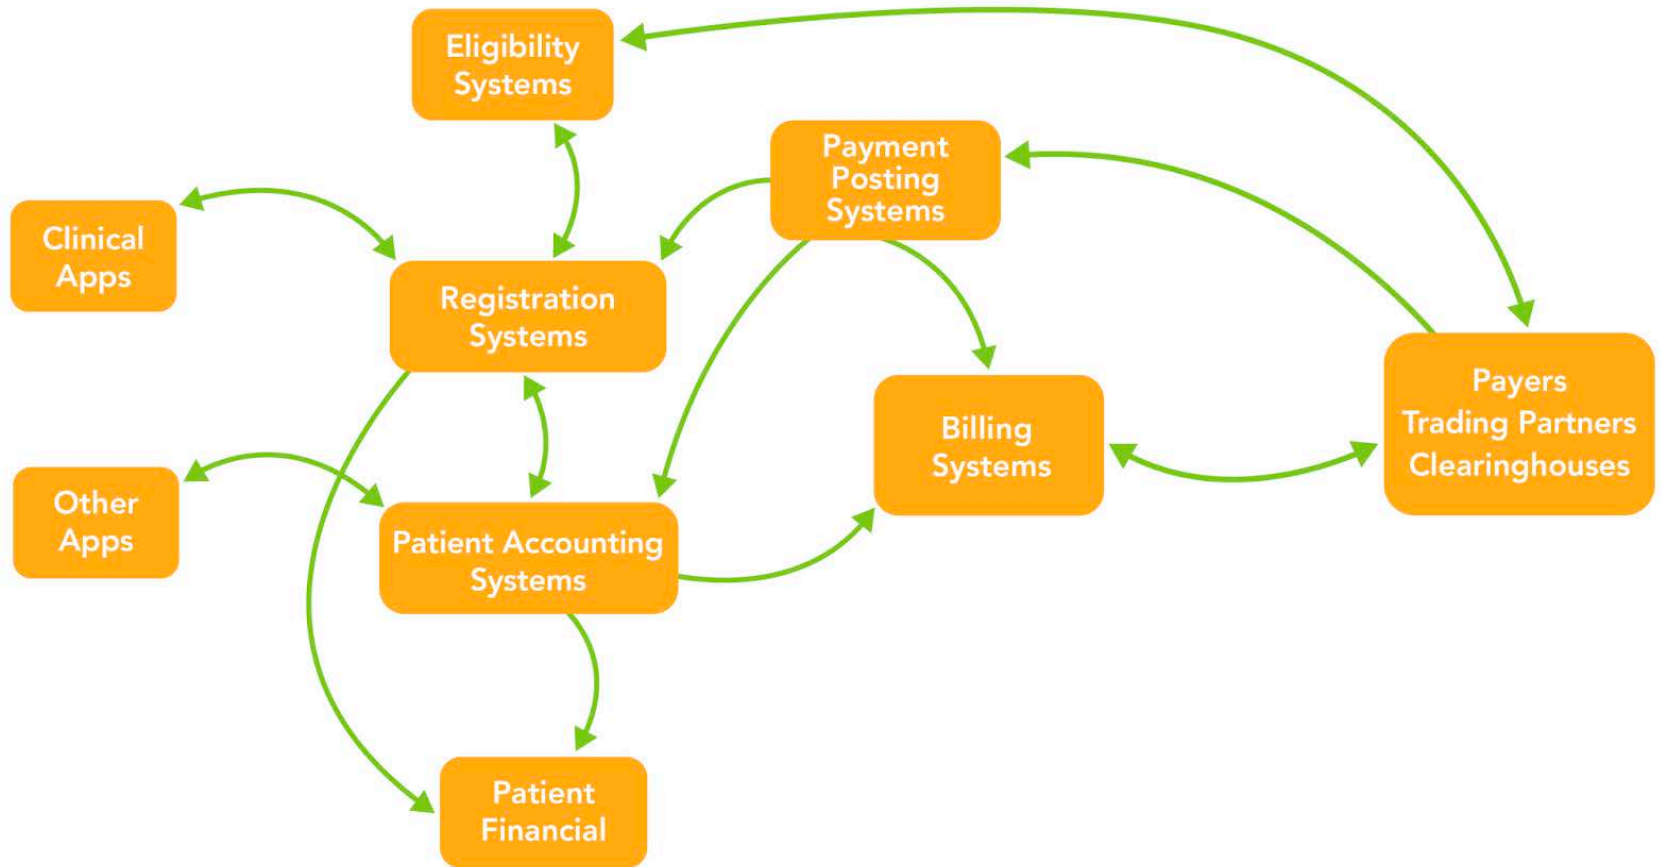 Eligibility
Systems
Payment
Posting
Systems
Clinical
Apps
Registration
Systems
Payers
Trading Partners
Clearinghouses
Billing
Systems
Other
Apps
Patient Accounting
Systems
Patient
Financial